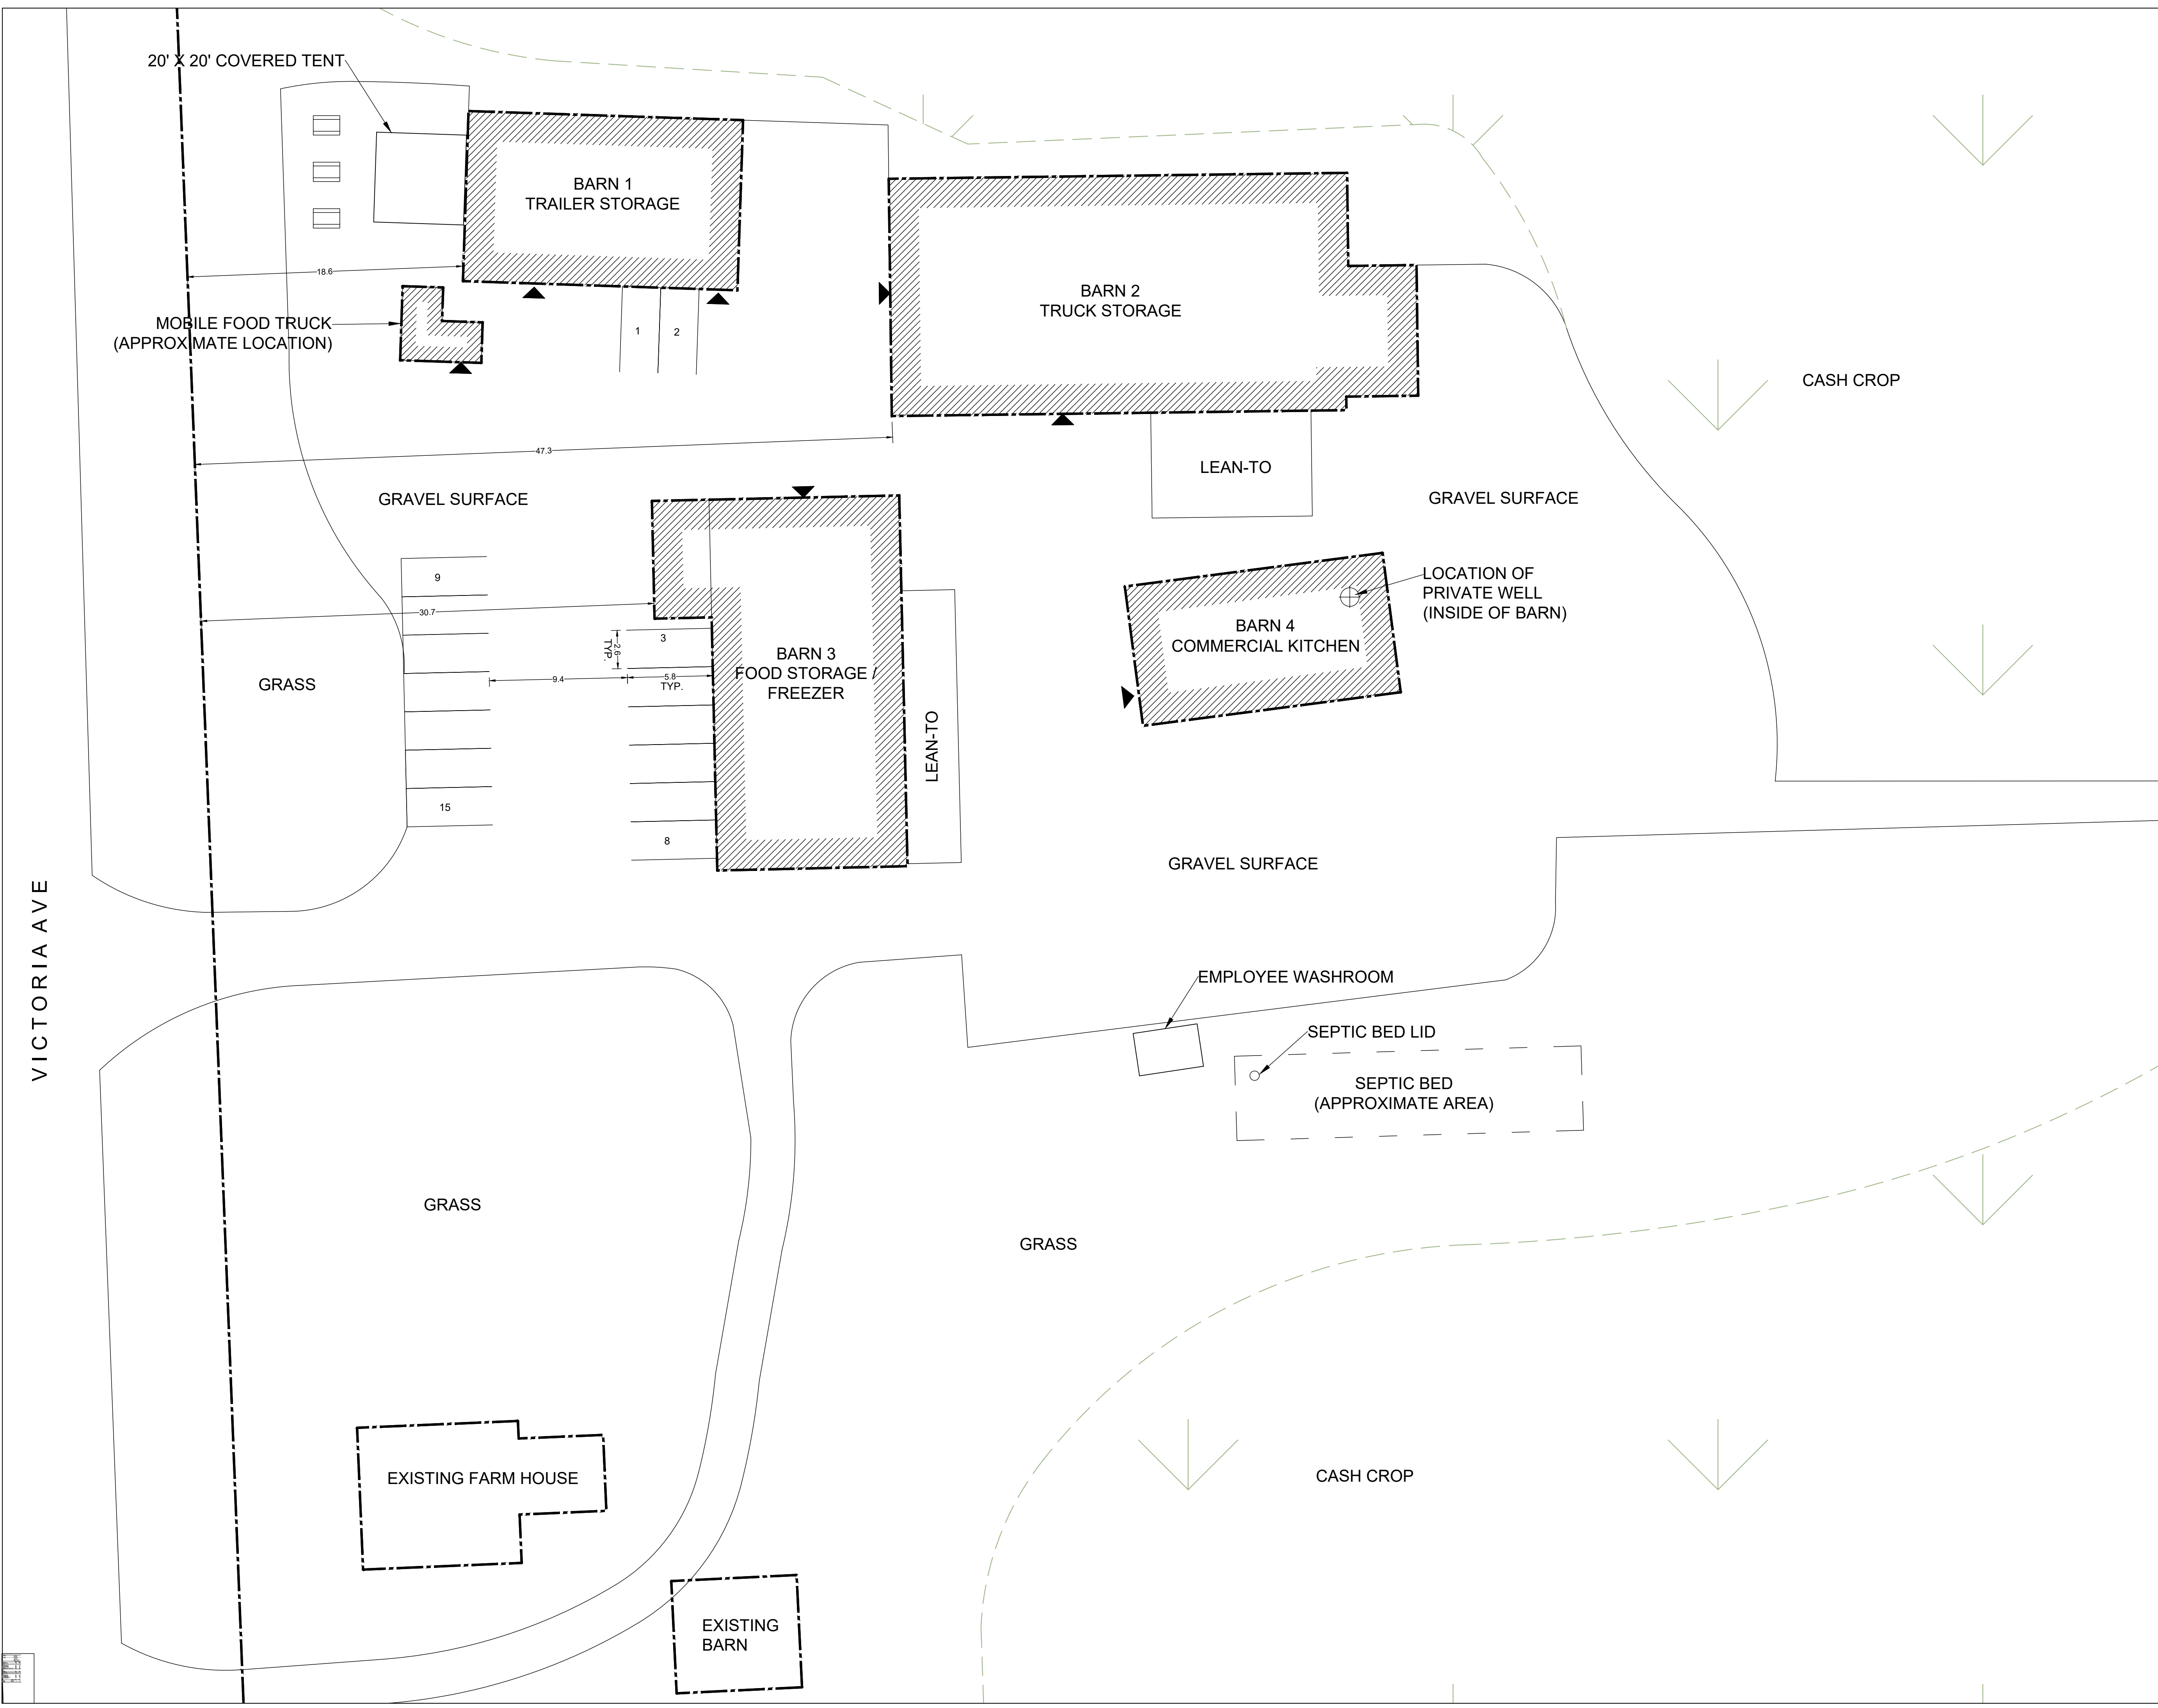 20' X 20' COVERED TENT
BARN 1
TRAILER STORAGE
18.6
BARN 2
TRUCK STORAGE
MOBILE FOOD TRUCK
(APPROXIMATE LOCATION)
1
2
CASH CROP
47.3
LEAN-TO
GRAVEL SURFACE
GRAVEL SURFACE
9
LOCATION OF
PRIVATE WELL
(INSIDE OF BARN)
30.7
BARN 4
COMMERCIAL KITCHEN
3
2.6
TYP.
BARN 3
FOOD STORAGE /
FREEZER
9.4
5.8
TYP.
GRASS
LEAN-TO
15
8
GRAVEL SURFACE
VICTORIA AVE
EMPLOYEE WASHROOM
SEPTIC BED LID
SEPTIC BED
(APPROXIMATE AREA)
GRASS
GRASS
EXISTING FARM HOUSE
CASH CROP
EXISTING
BARN